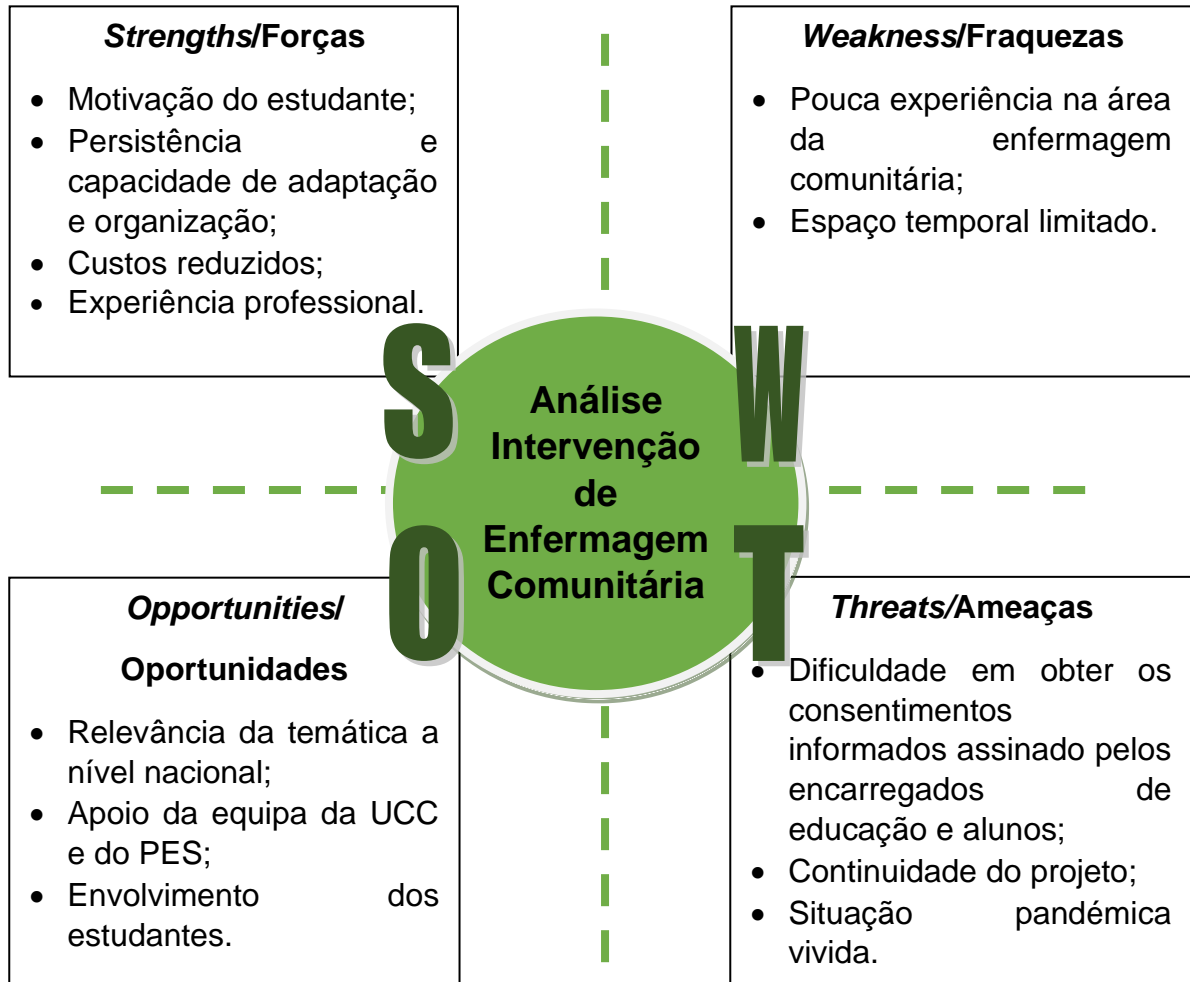 Strengths/Forças
• Motivação do estudante;
• Persistência e
capacidade de adaptação
e organização;
• Custos reduzidos;
• Experiência professional.
Weakness/Fraquezas
• Pouca experiência na área
da enfermagem
comunitária;
• Espaço temporal limitado.
S
W
Análise
Intervenção
de
Enfermagem
Comunitária
O
T
Opportunities/
Oportunidades
• Relevância da temática a
nível nacional;
• Apoio da equipa da UCC
e do PES;
• Envolvimento dos
estudantes.
Threats/Ameaças
• Dificuldade em obter os
consentimentos
informados assinado pelos
encarregados de
educação e alunos;
• Continuidade do projeto;
• Situação pandémica
vivida.